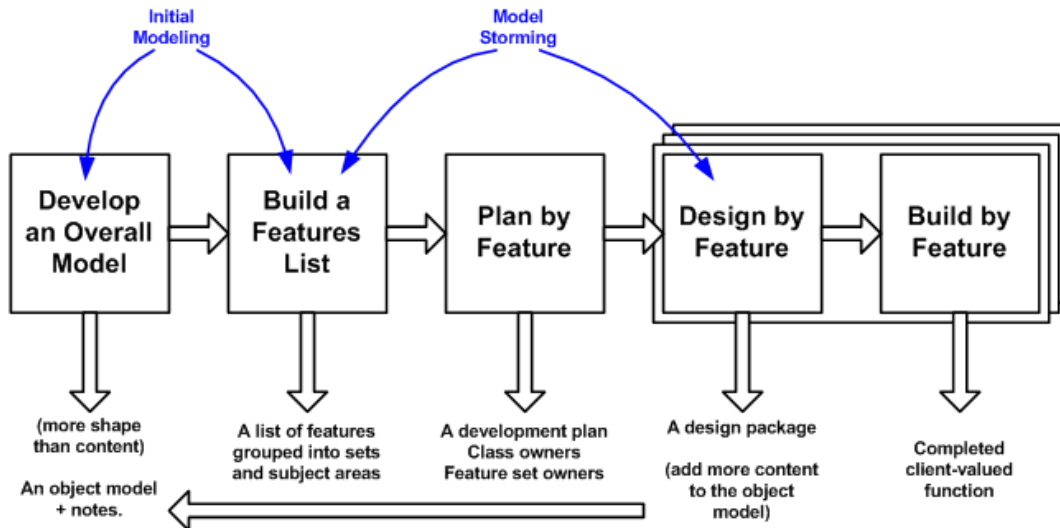 Initial
Modeling
Model
Storming
Develop
an Overall
Model
Build a
Features
List
Plan by
Feature
Design by
Feature
Build by
Feature
(more shape
than content)
An object model
+ notes.
A list of features
grouped into sets
and subject areas
A development plan
Class owners
Feature set owners
A design package
(add more content
to the object
model)
Completed
client-valued
function